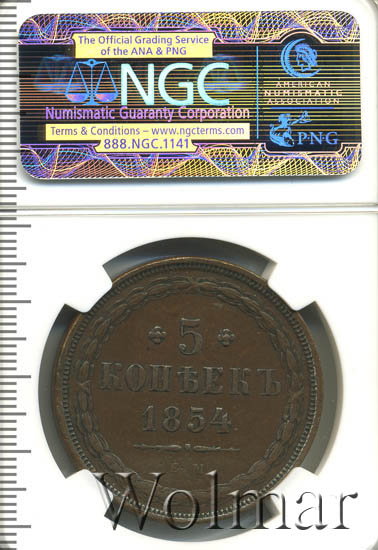 The Official Grading Service
of the ANA & PNG
NGC
Numismatic Guaranty Corporation
Terms & Conditions – www.ngcterms.com
888.NGC.1141
AMERICAN
NUMISMATIC
ASSOCIATION
PNG
5
КОПѢЕКЪ
1854.
Е М
Wolmar